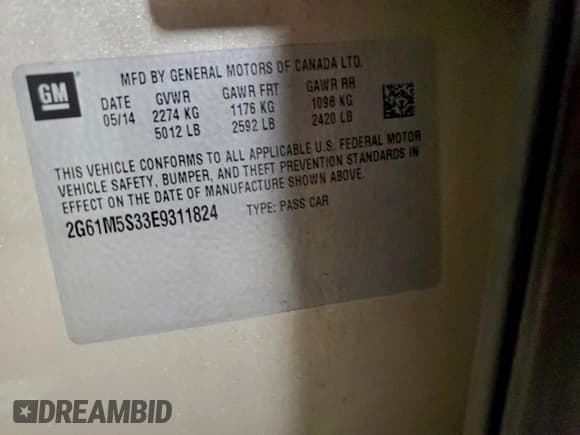 GM
MFD BY GENERAL MOTORS OF CANADA LTD.
DATE GVWR GAWR FRT GAWR RR
05/14 2274 KG 1176 KG 1098 KG
5012 LB 2592 LB 2420 LB
THIS VEHICLE CONFORMS TO ALL APPLICABLE U.S. FEDERAL MOTOR
VEHICLE SAFETY, BUMPER, AND THEFT PREVENTION STANDARDS IN
EFFECT ON THE DATE OF MANUFACTURE SHOWN ABOVE.
2G61M5S33E9311824 TYPE: PASS CAR
DREAMBID